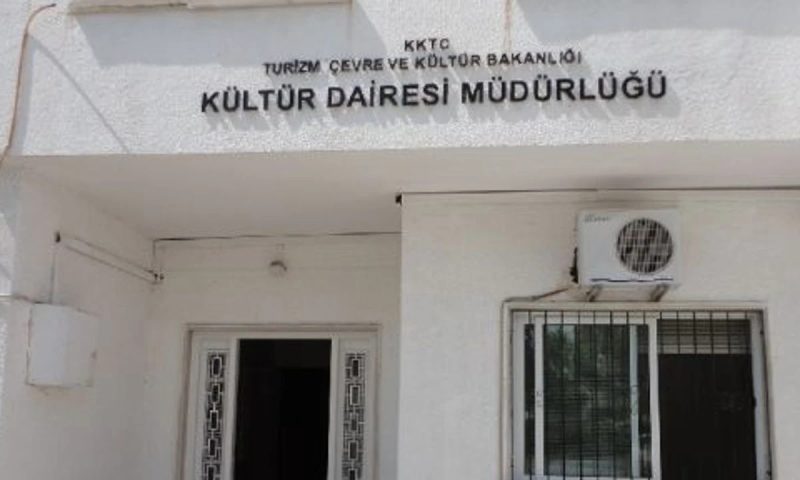 KKTC
TURİZM ÇEVRE VE KÜLTÜR BAKANLIĞI
KÜLTÜR DAİRESİ MÜDÜRLÜĞÜ